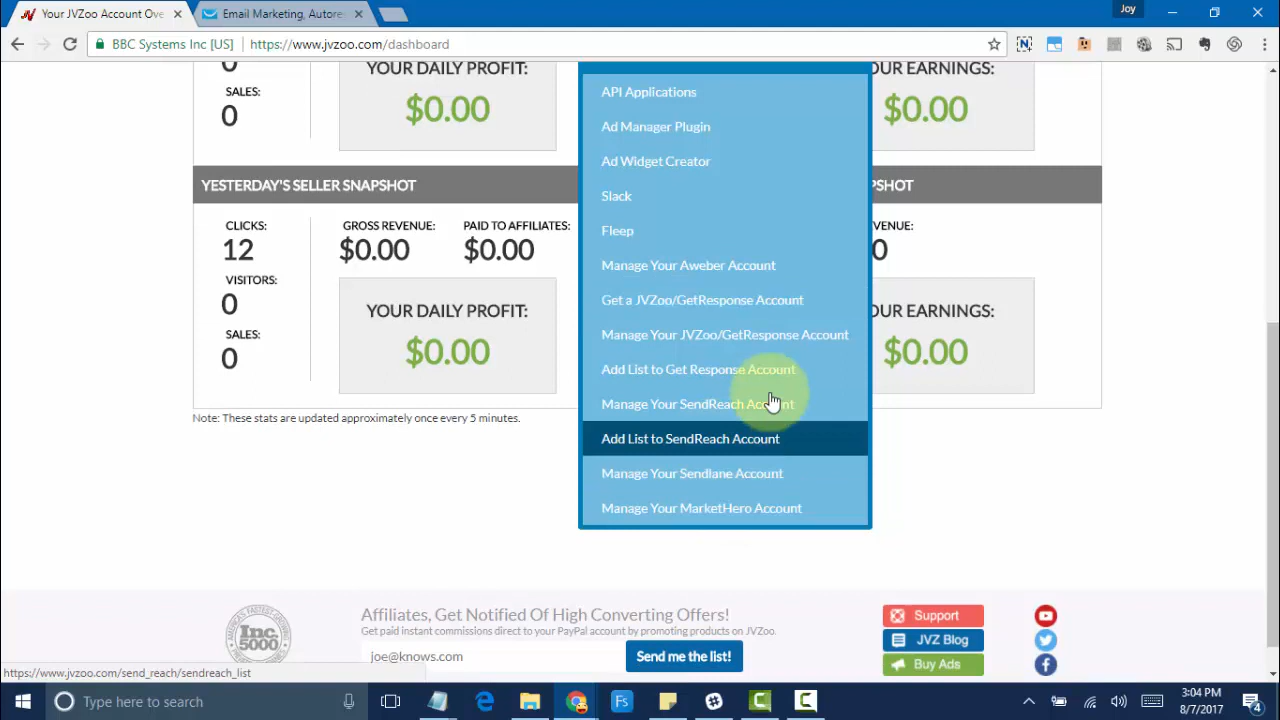 Your JVZoo Account Ove
Email Marketing, Autore
Joy
BBC Systems Inc [US]
https://www.jvzoo.com/dashboard
0
SALES:
0
YOUR DAILY PROFIT:
$0.00
OUR EARNINGS:
$0.00
YESTERDAY'S SELLER SNAPSHOT
PSHOT
CLICKS:
12
GROSS REVENUE:
$0.00
PAID TO AFFILIATES:
$0.00
VENUE:
0
VISITORS:
0
SALES:
0
YOUR DAILY PROFIT:
$0.00
OUR EARNINGS:
$0.00
API Applications
Ad Manager Plugin
Ad Widget Creator
Slack
Fleep
Manage Your Aweber Account
Get a JVZoo/GetResponse Account
Manage Your JVZoo/GetResponse Account
Add List to Get Response Account
Manage Your SendReach Account
Add List to SendReach Account
Manage Your Sendlane Account
Manage Your MarketHero Account
Note: These stats are updated approximately once every 5 minutes.
Inc.
5000
Affiliates, Get Notified Of High Converting Offers!
Get paid instant commissions direct to your PayPal account by promoting products on JVZoo.
joe@knows.com
Send me the list!
Support
JVZ Blog
Buy Ads
https://www.jvzoo.com/send_reach/sendreach_list
Type here to search
Fs
3:04 PM
8/7/2017
4